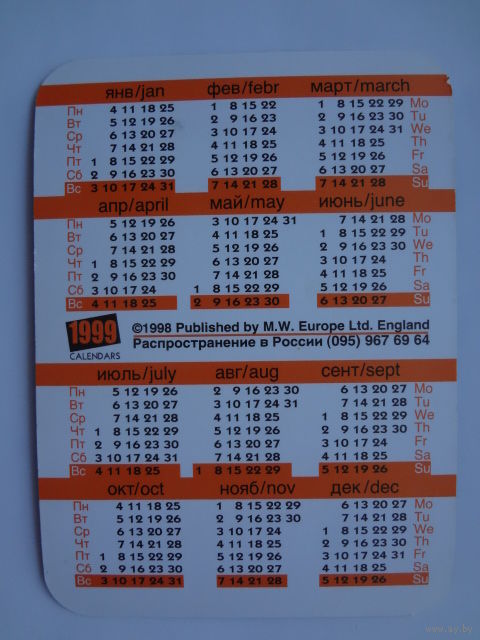 янв/jan фев/febr март/march
Пн 4 11 18 25 1 8 15 22 1 8 15 22 29 Mo
Вт 5 12 19 26 2 9 16 23 2 9 16 23 30 Tu
Ср 6 13 20 27 3 10 17 24 3 10 17 24 31 We
Чт 7 14 21 28 4 11 18 25 4 11 18 25 Th
Пт 1 8 15 22 29 5 12 19 26 5 12 19 26 Fr
Сб 2 9 16 23 30 6 13 20 27 6 13 20 27 Sa
Вс 3 10 17 24 31 7 14 21 28 7 14 21 28 Su
апр/april май/may июнь/june
Пн 5 12 19 26 3 10 17 24 31 7 14 21 28 Mo
Вт 6 13 20 27 4 11 18 25 1 8 15 22 29 Tu
Ср 7 14 21 28 5 12 19 26 2 9 16 23 30 We
Чт 1 8 15 22 29 6 13 20 27 3 10 17 24 Th
Пт 2 9 16 23 30 7 14 21 28 4 11 18 25 Fr
Сб 3 10 17 24 1 8 15 22 29 5 12 19 26 Sa
Вс 4 11 18 25 2 9 16 23 30 6 13 20 27 Su
1999 CALENDARS
©1998 Published by M.W. Europe Ltd. England
Распространение в России (095) 967 69 64
июль/july авг/aug сент/sept
Пн 5 12 19 26 2 9 16 23 30 6 13 20 27 Mo
Вт 6 13 20 27 3 10 17 24 31 7 14 21 28 Tu
Ср 7 14 21 28 4 11 18 25 1 8 15 22 29 We
Чт 1 8 15 22 29 5 12 19 26 2 9 16 23 30 Th
Пт 2 9 16 23 30 6 13 20 27 3 10 17 24 Fr
Сб 3 10 17 24 31 7 14 21 28 4 11 18 25 Sa
Вс 4 11 18 25 1 8 15 22 29 5 12 19 26 Su
окт/oct нояб/nov дек/dec
Пн 4 11 18 25 1 8 15 22 29 6 13 20 27 Mo
Вт 5 12 19 26 2 9 16 23 30 7 14 21 28 Tu
Ср 6 13 20 27 3 10 17 24 1 8 15 22 29 We
Чт 7 14 21 28 4 11 18 25 2 9 16 23 30 Th
Пт 1 8 15 22 29 5 12 19 26 3 10 17 24 31 Fr
Сб 2 9 16 23 30 6 13 20 27 4 11 18 25 Sa
Вс 3 10 17 24 31 7 14 21 28 5 12 19 26 Su
www.ay.by